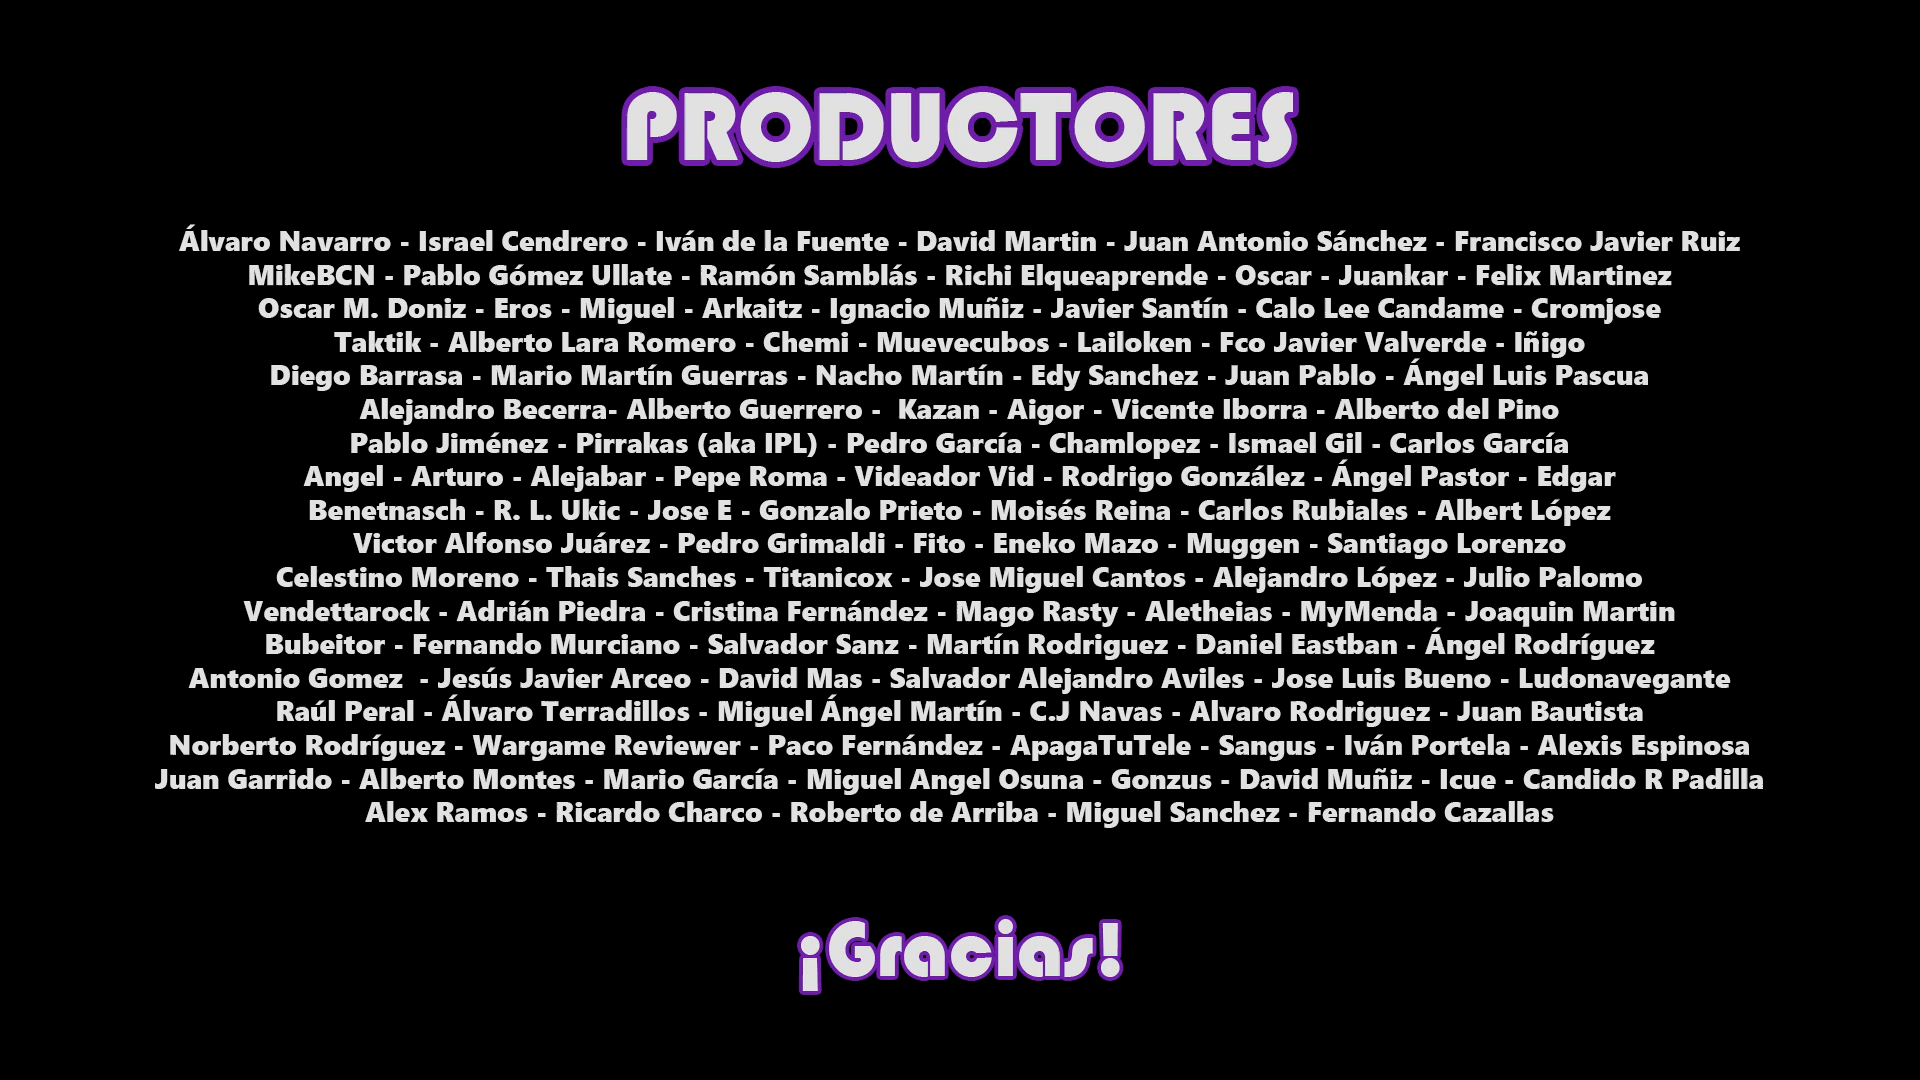 PRODUCTORES
Álvaro Navarro - Israel Cendrero - Iván de la Fuente - David Martin - Juan Antonio Sánchez - Francisco Javier Ruiz
MikeBCN - Pablo Gómez Ullate - Ramón Samblás - Richi Elqueaprende - Oscar - Juankar - Felix Martinez
Oscar M. Doniz - Eros - Miguel - Arkaitz - Ignacio Muñiz - Javier Santín - Calo Lee Candame - Cromjose
Taktik - Alberto Lara Romero - Chemi - Muevecubos - Lailoken - Fco Javier Valverde - Iñigo
Diego Barrasa - Mario Martín Guerras - Nacho Martín - Edy Sanchez - Juan Pablo - Ángel Luis Pascua
Alejandro Becerra- Alberto Guerrero -  Kazan - Aigor - Vicente Iborra - Alberto del Pino
Pablo Jiménez - Pirrakas (aka IPL) - Pedro García - Chamlopez - Ismael Gil - Carlos García
Angel - Arturo - Alejabar - Pepe Roma - Videador Vid - Rodrigo González - Ángel Pastor - Edgar
Benetnasch - R. L. Ukic - Jose E - Gonzalo Prieto - Moisés Reina - Carlos Rubiales - Albert López
Victor Alfonso Juárez - Pedro Grimaldi - Fito - Eneko Mazo - Muggen - Santiago Lorenzo
Celestino Moreno - Thais Sanches - Titanicox - Jose Miguel Cantos - Alejandro López - Julio Palomo
Vendettarock - Adrián Piedra - Cristina Fernández - Mago Rasty - Aletheias - MyMenda - Joaquin Martin
Bubeitor - Fernando Murciano - Salvador Sanz - Martín Rodriguez - Daniel Eastban - Ángel Rodríguez
Antonio Gomez  - Jesús Javier Arceo - David Mas - Salvador Alejandro Aviles - Jose Luis Bueno - Ludonavegante
Raúl Peral - Álvaro Terradillos - Miguel Ángel Martín - C.J Navas - Alvaro Rodriguez - Juan Bautista
Norberto Rodríguez - Wargame Reviewer - Paco Fernández - ApagaTuTele - Sangus - Iván Portela - Alexis Espinosa
Juan Garrido - Alberto Montes - Mario García - Miguel Angel Osuna - Gonzus - David Muñiz - Icue - Candido R Padilla
Alex Ramos - Ricardo Charco - Roberto de Arriba - Miguel Sanchez - Fernando Cazallas
¡Gracias!